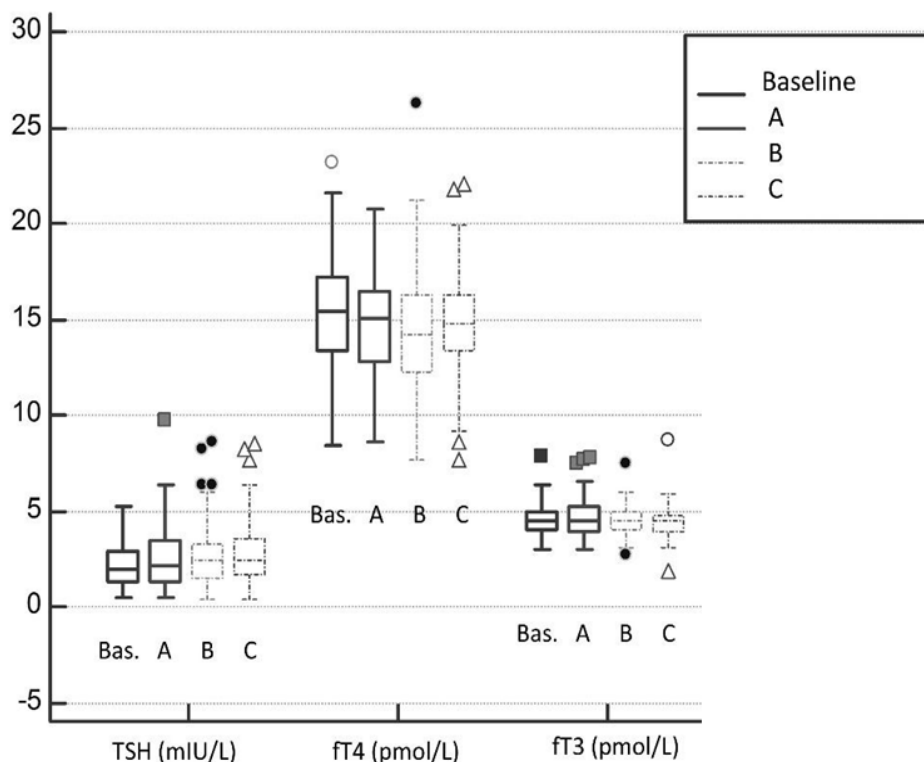 30
25
20
15
10
5
0
-5
Baseline
A
B
C
Bas. A B C
Bas. A B C
Bas. A B C
TSH (mIU/L) fT4 (pmol/L) fT3 (pmol/L)